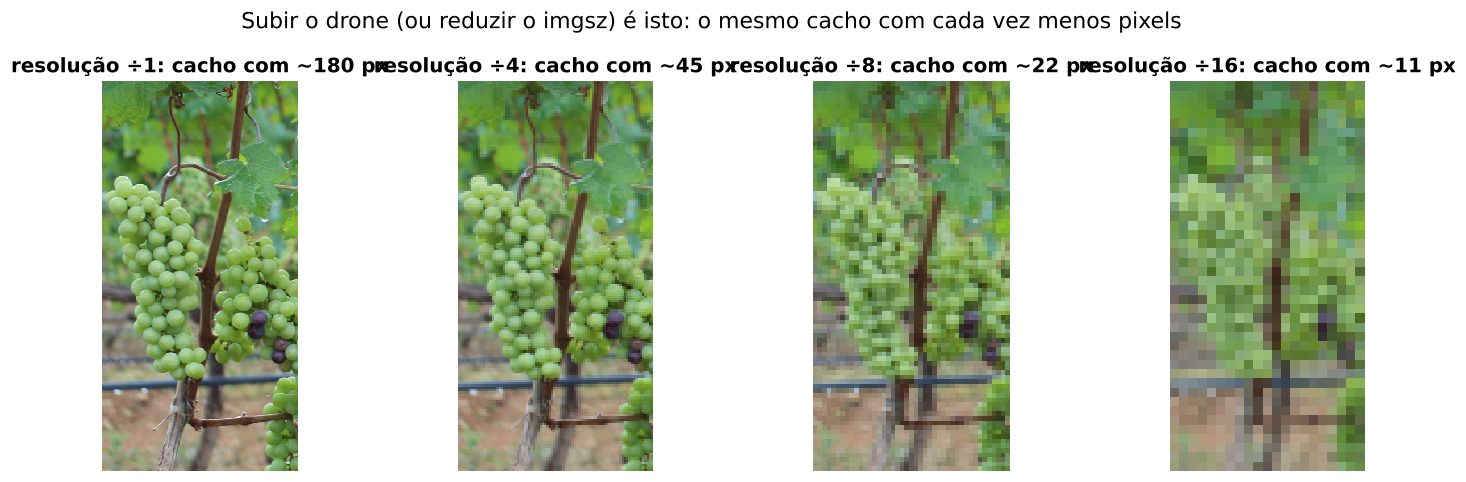 Subir o drone (ou reduzir o imgsz) é isto: o mesmo cacho com cada vez menos pixels
resolução ÷1: cacho com ~180 px
resolução ÷4: cacho com ~45 px
resolução ÷8: cacho com ~22 px
resolução ÷16: cacho com ~11 px